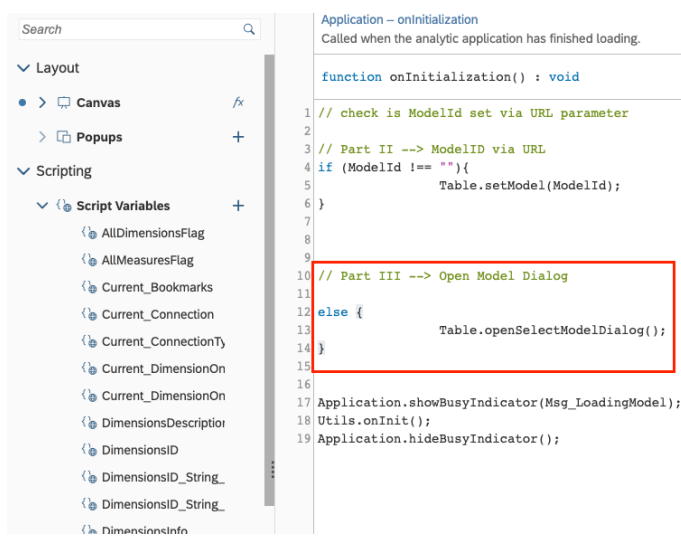 Search
Layout
Canvas
Popups
Scripting
Script Variables
AllDimensionsFlag
AllMeasuresFlag
Current_Bookmarks
Current_Connection
Current_ConnectionTy
Current_DimensionOn
Current_DimensionOn
DimensionsDescription
DimensionsID
DimensionsID_String_
DimensionsID_String_
DimensionsInfo
Application – onInitialization
Called when the analytic application has finished loading.
function onInitialization() : void
1 // check is ModelId set via URL parameter
2
3 // Part II --> ModelID via URL
4 if (ModelId !== ""){
5 Table.setModel(ModelId);
6 }
7
8
9
10 // Part III --> Open Model Dialog
11
12 else {
13 Table.openSelectModelDialog();
14 }
15
16
17 Application.showBusyIndicator(Msg_LoadingModel);
18 Utils.onInit();
19 Application.hideBusyIndicator();